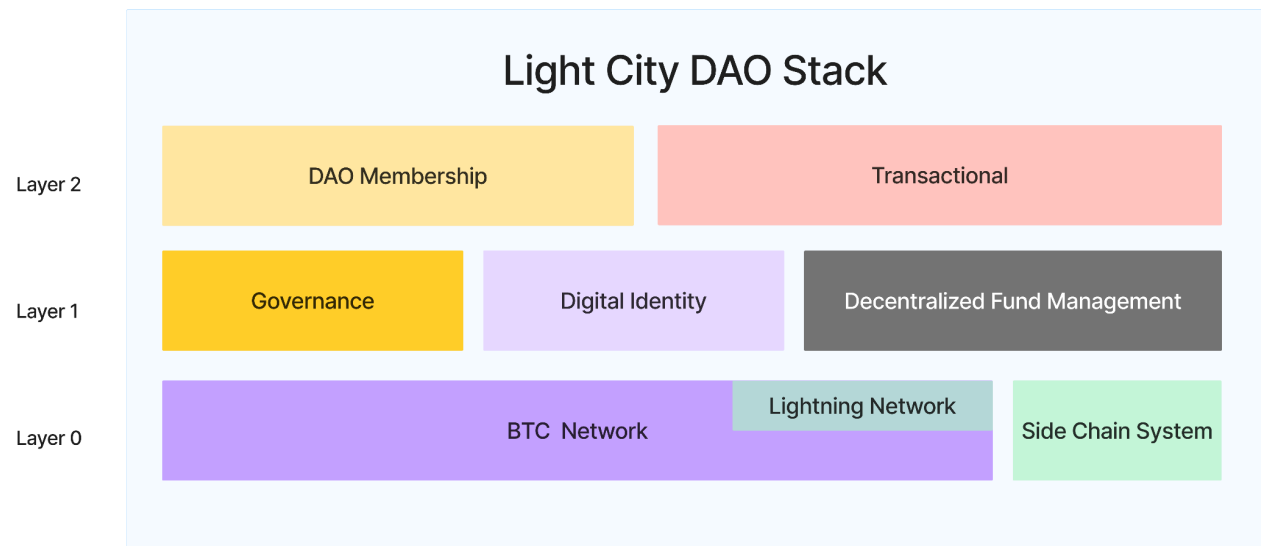 Light City DAO Stack
Layer 2
DAO Membership
Transactional
Layer 1
Governance
Digital Identity
Decentralized Fund Management
Layer 0
BTC  Network
Lightning Network
Side Chain System